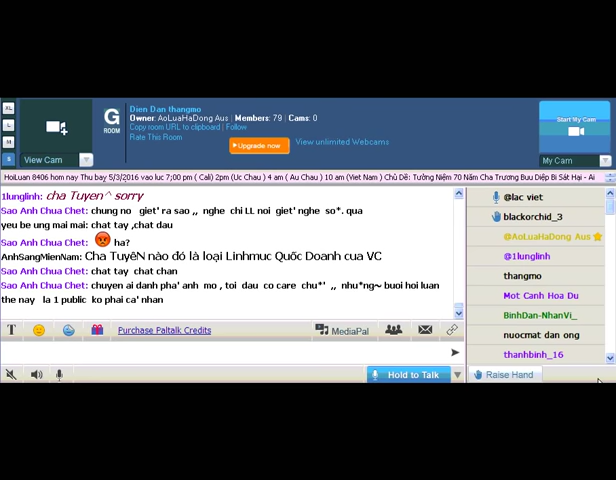 XL
L
M
S
View Cam
G
ROOM
Dien Dan thangmo
Owner: AoLuaHaDong Aus | Members: 79 | Cams: 0
Copy room URL to clipboard | Follow
Rate This Room
Upgrade now
View unlimited Webcams
Start My Cam
My Cam
HoiLuan 8406 hom nay Thu bay 5/3/2016 vao luc 7;00 pm ( Cali) 2pm (Uc Chau ) 4 am ( Au Chau ) 10 am (Viet Nam ) Chủ Đề: Tường Niệm 70 Năm Cha Trương Bưu Diệp Bi Sát Hại - Ai
1lunglinh: cha Tuyen^ sorry
Sao Anh Chua Chet: chung no giet' ra sao ,, nghe chi LL noi giet' nghe so*. qua
yeu be ung mai mai: chat tay ,chat dau
Sao Anh Chua Chet: ha?
AnhSangMienNam: Cha TuyêN nào đó là loại Linhmuc Quốc Doanh cua VC
Sao Anh Chua Chet: chat tay chat chan
Sao Anh Chua Chet: chuyen ai danh pha' anh mo , toi dau co care chu*' ,, nhu*ng~ buoi hoi luan
the nay la 1 public ko phai ca' nhan
@lac viet
blackorchid_3
@AoLuaHaDong Aus
@1lunglinh
thangmo
Mot Canh Hoa Du
BinhDan-NhanVi_
nuocmat dan ong
thanhbinh_16
T
Purchase Paltalk Credits
MediaPal
Hold to Talk
Raise Hand